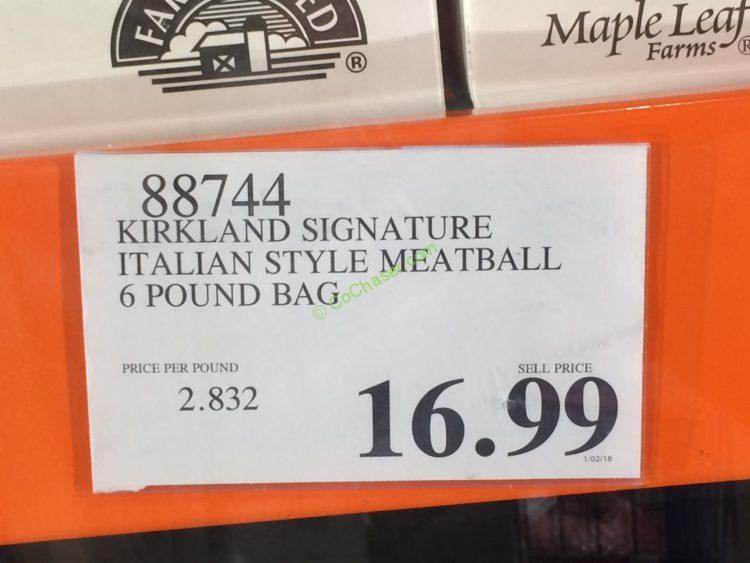 Maple Leaf
Farms ®
®
88744
KIRKLAND SIGNATURE
ITALIAN STYLE MEATBALL
6 POUND BAG
© CoChaser.com
PRICE PER POUND
2.832
SELL PRICE
16.99
1/02/18